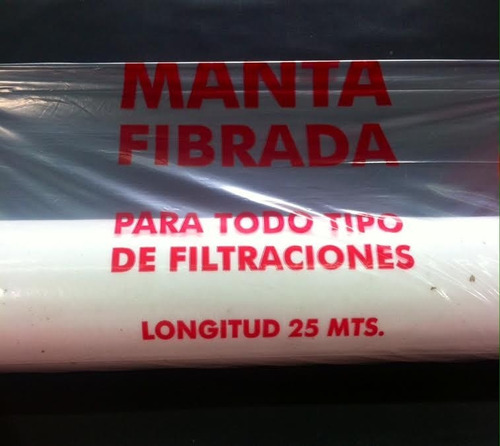 MANTA
FIBRADA
PARA TODO TIPO
DE FILTRACIONES
LONGITUD 25 MTS.